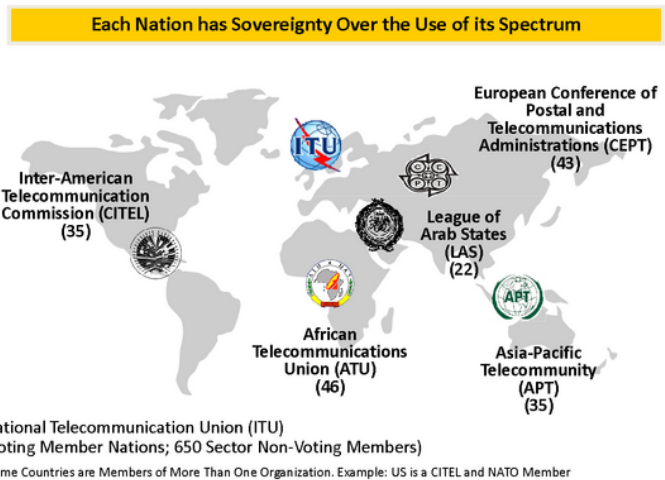 Each Nation has Sovereignty Over the Use of its Spectrum
European Conference of
Postal and
Telecommunications
Administrations (CEPT)
(43)
ITU
Inter-American
Telecommunication
Commission (CITEL)
(35)
League of
Arab States
(LAS)
(22)
APT
African
Telecommunications
Union (ATU)
(46)
Asia-Pacific
Telecommunity
(APT)
(35)
ational Telecommunication Union (ITU)
oting Member Nations; 650 Sector Non-Voting Members)
me Countries are Members of More Than One Organization. Example: US is a CITEL and NATO Member